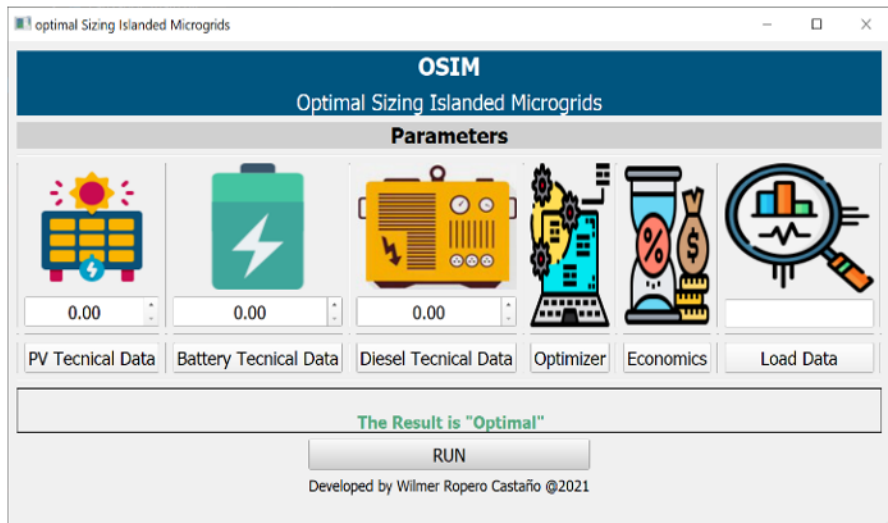 optimal Sizing Islanded Microgrids
OSIM
Optimal Sizing Islanded Microgrids
Parameters
% $
0.00 0.00 0.00
PV Tecnical Data Battery Tecnical Data Diesel Tecnical Data Optimizer Economics Load Data
The Result is "Optimal"
RUN
Developed by Wilmer Ropero Castaño @2021